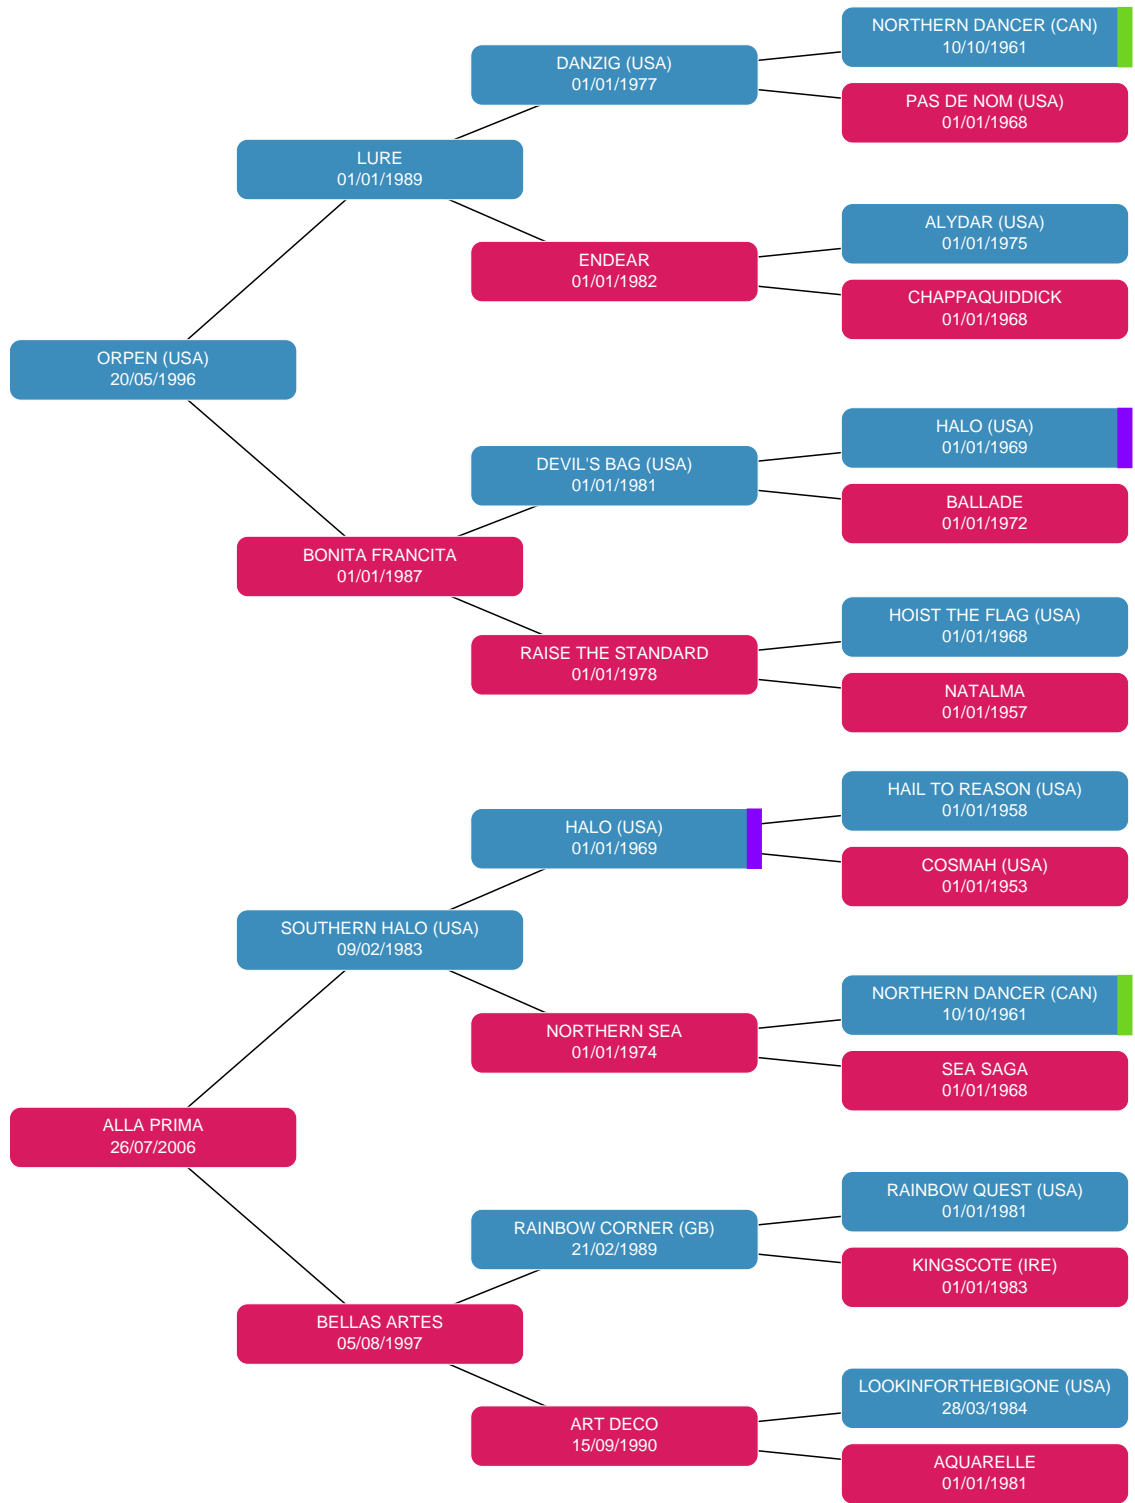 NORTHERN DANCER (CAN)
10/10/1961
DANZIG (USA)
01/01/1977
PAS DE NOM (USA)
01/01/1968
LURE
01/01/1989
ALYDAR (USA)
01/01/1975
ENDEAR
01/01/1982
CHAPPAQUIDDICK
01/01/1968
ORPEN (USA)
20/05/1996
HALO (USA)
01/01/1969
DEVIL'S BAG (USA)
01/01/1981
BALLADE
01/01/1972
BONITA FRANCITA
01/01/1987
HOIST THE FLAG (USA)
01/01/1968
RAISE THE STANDARD
01/01/1978
NATALMA
01/01/1957
HAIL TO REASON (USA)
01/01/1958
HALO (USA)
01/01/1969
COSMAH (USA)
01/01/1953
SOUTHERN HALO (USA)
09/02/1983
NORTHERN DANCER (CAN)
10/10/1961
NORTHERN SEA
01/01/1974
SEA SAGA
01/01/1968
ALLA PRIMA
26/07/2006
RAINBOW QUEST (USA)
01/01/1981
RAINBOW CORNER (GB)
21/02/1989
KINGSCOTE (IRE)
01/01/1983
BELLAS ARTES
05/08/1997
LOOKINFORTHEBIGONE (USA)
28/03/1984
ART DECO
15/09/1990
AQUARELLE
01/01/1981